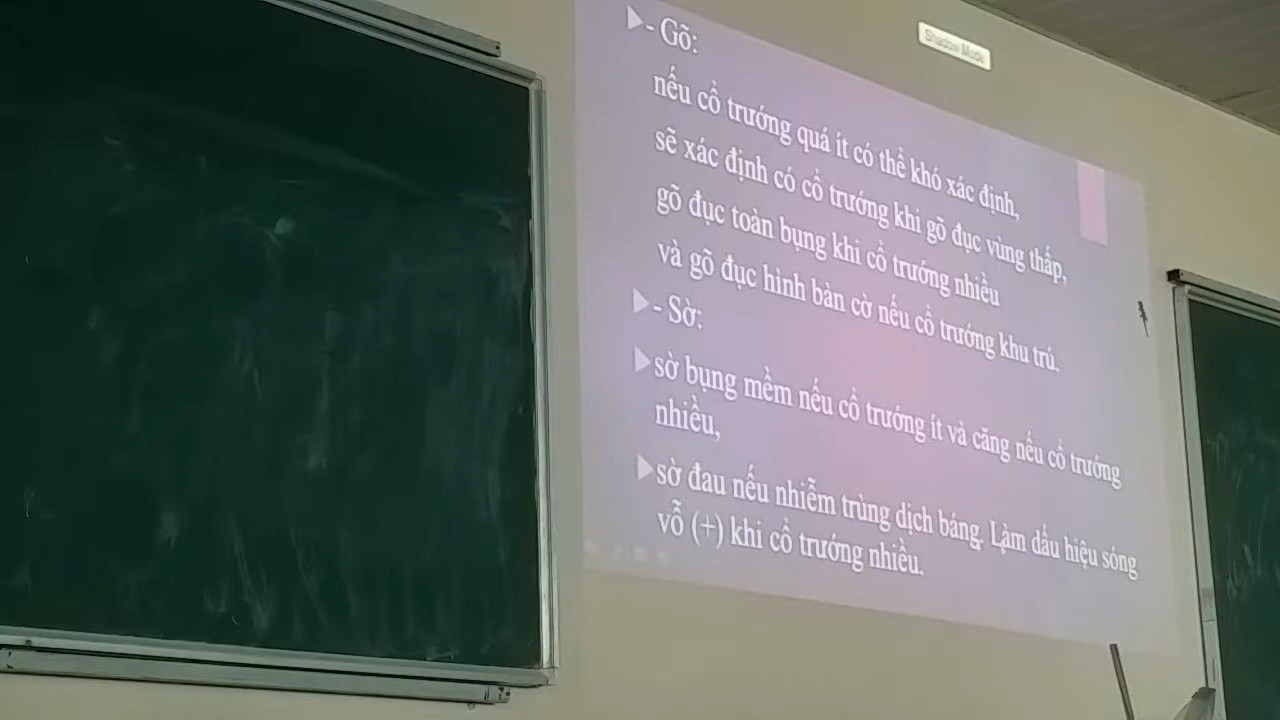 Shadow Mode
- Gõ:
nếu cổ trướng quá ít có thể khó xác định,
sẽ xác định có cổ trướng khi gõ đục vùng thấp,
gõ đục toàn bụng khi cổ trướng nhiều
và gõ đục hình bàn cờ nếu cổ trướng khu trú.
- Sờ:
sờ bụng mềm nếu cổ trướng ít và căng nếu cổ trướng
nhiều,
sờ đau nếu nhiễm trùng dịch báng. Làm dấu hiệu sóng
vỗ (+) khi cổ trướng nhiều.